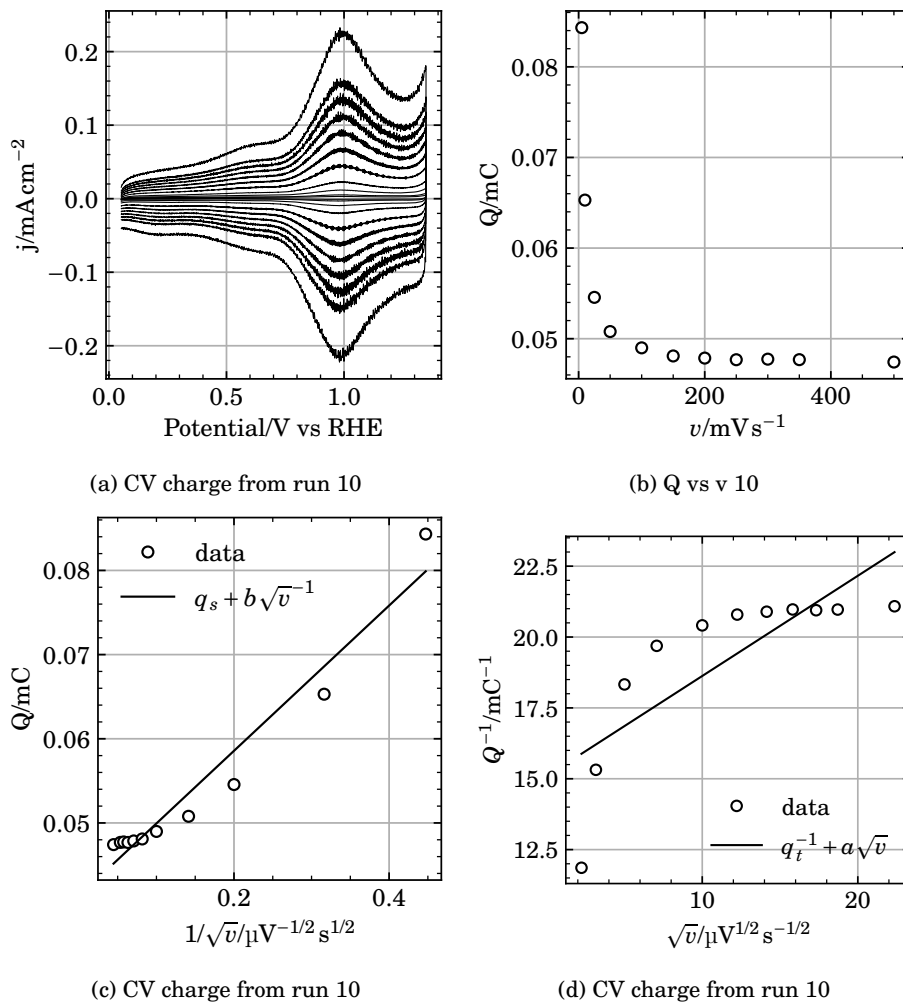 0.2
0.1
0.0
−0.1
−0.2
j/mAcm−2
0.0 0.5 1.0
Potential/V vs RHE
(a) CV charge from run 10
0.08
0.07
0.06
0.05
Q/mC
0 200 400
v/mV s−1
(b) Q vs v 10
0.08
0.07
0.06
0.05
Q/mC
data
q_s + b√v−1
0.2 0.4
1/√v/µV−1/2 s1/2
(c) CV charge from run 10
22.5
20.0
17.5
15.0
12.5
Q−1/mC−1
data
q_t−1 + a√v
10 20
√v/µV1/2 s−1/2
(d) CV charge from run 10